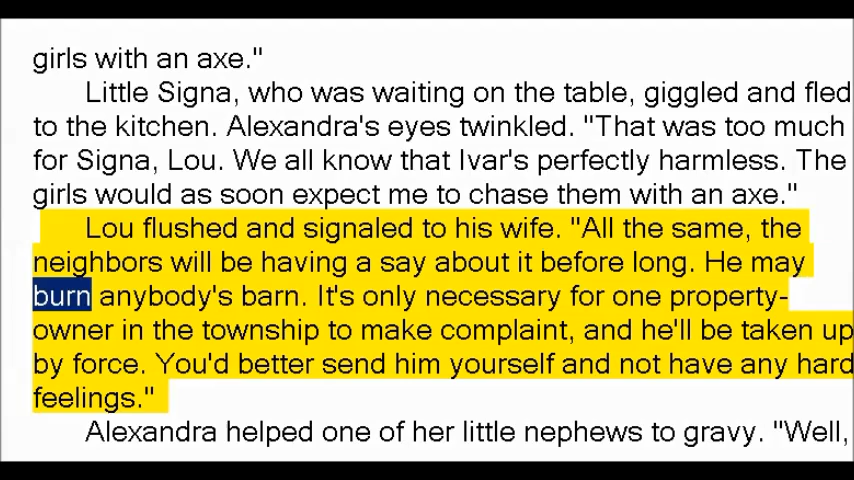 girls with an axe."
Little Signa, who was waiting on the table, giggled and fled
to the kitchen. Alexandra's eyes twinkled. "That was too much
for Signa, Lou. We all know that Ivar's perfectly harmless. The
girls would as soon expect me to chase them with an axe."
Lou flushed and signaled to his wife. "All the same, the
neighbors will be having a say about it before long. He may
burn anybody's barn. It's only necessary for one property-
owner in the township to make complaint, and he'll be taken up
by force. You'd better send him yourself and not have any hard
feelings."
Alexandra helped one of her little nephews to gravy. "Well,